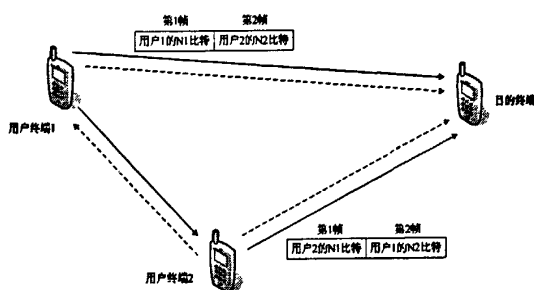 第1帧 第2帧
用户1的N1比特 用户2的N2比特
用户终端1
目的终端
第1帧 第2帧
用户2的N1比特 用户1的N2比特
用户终端2